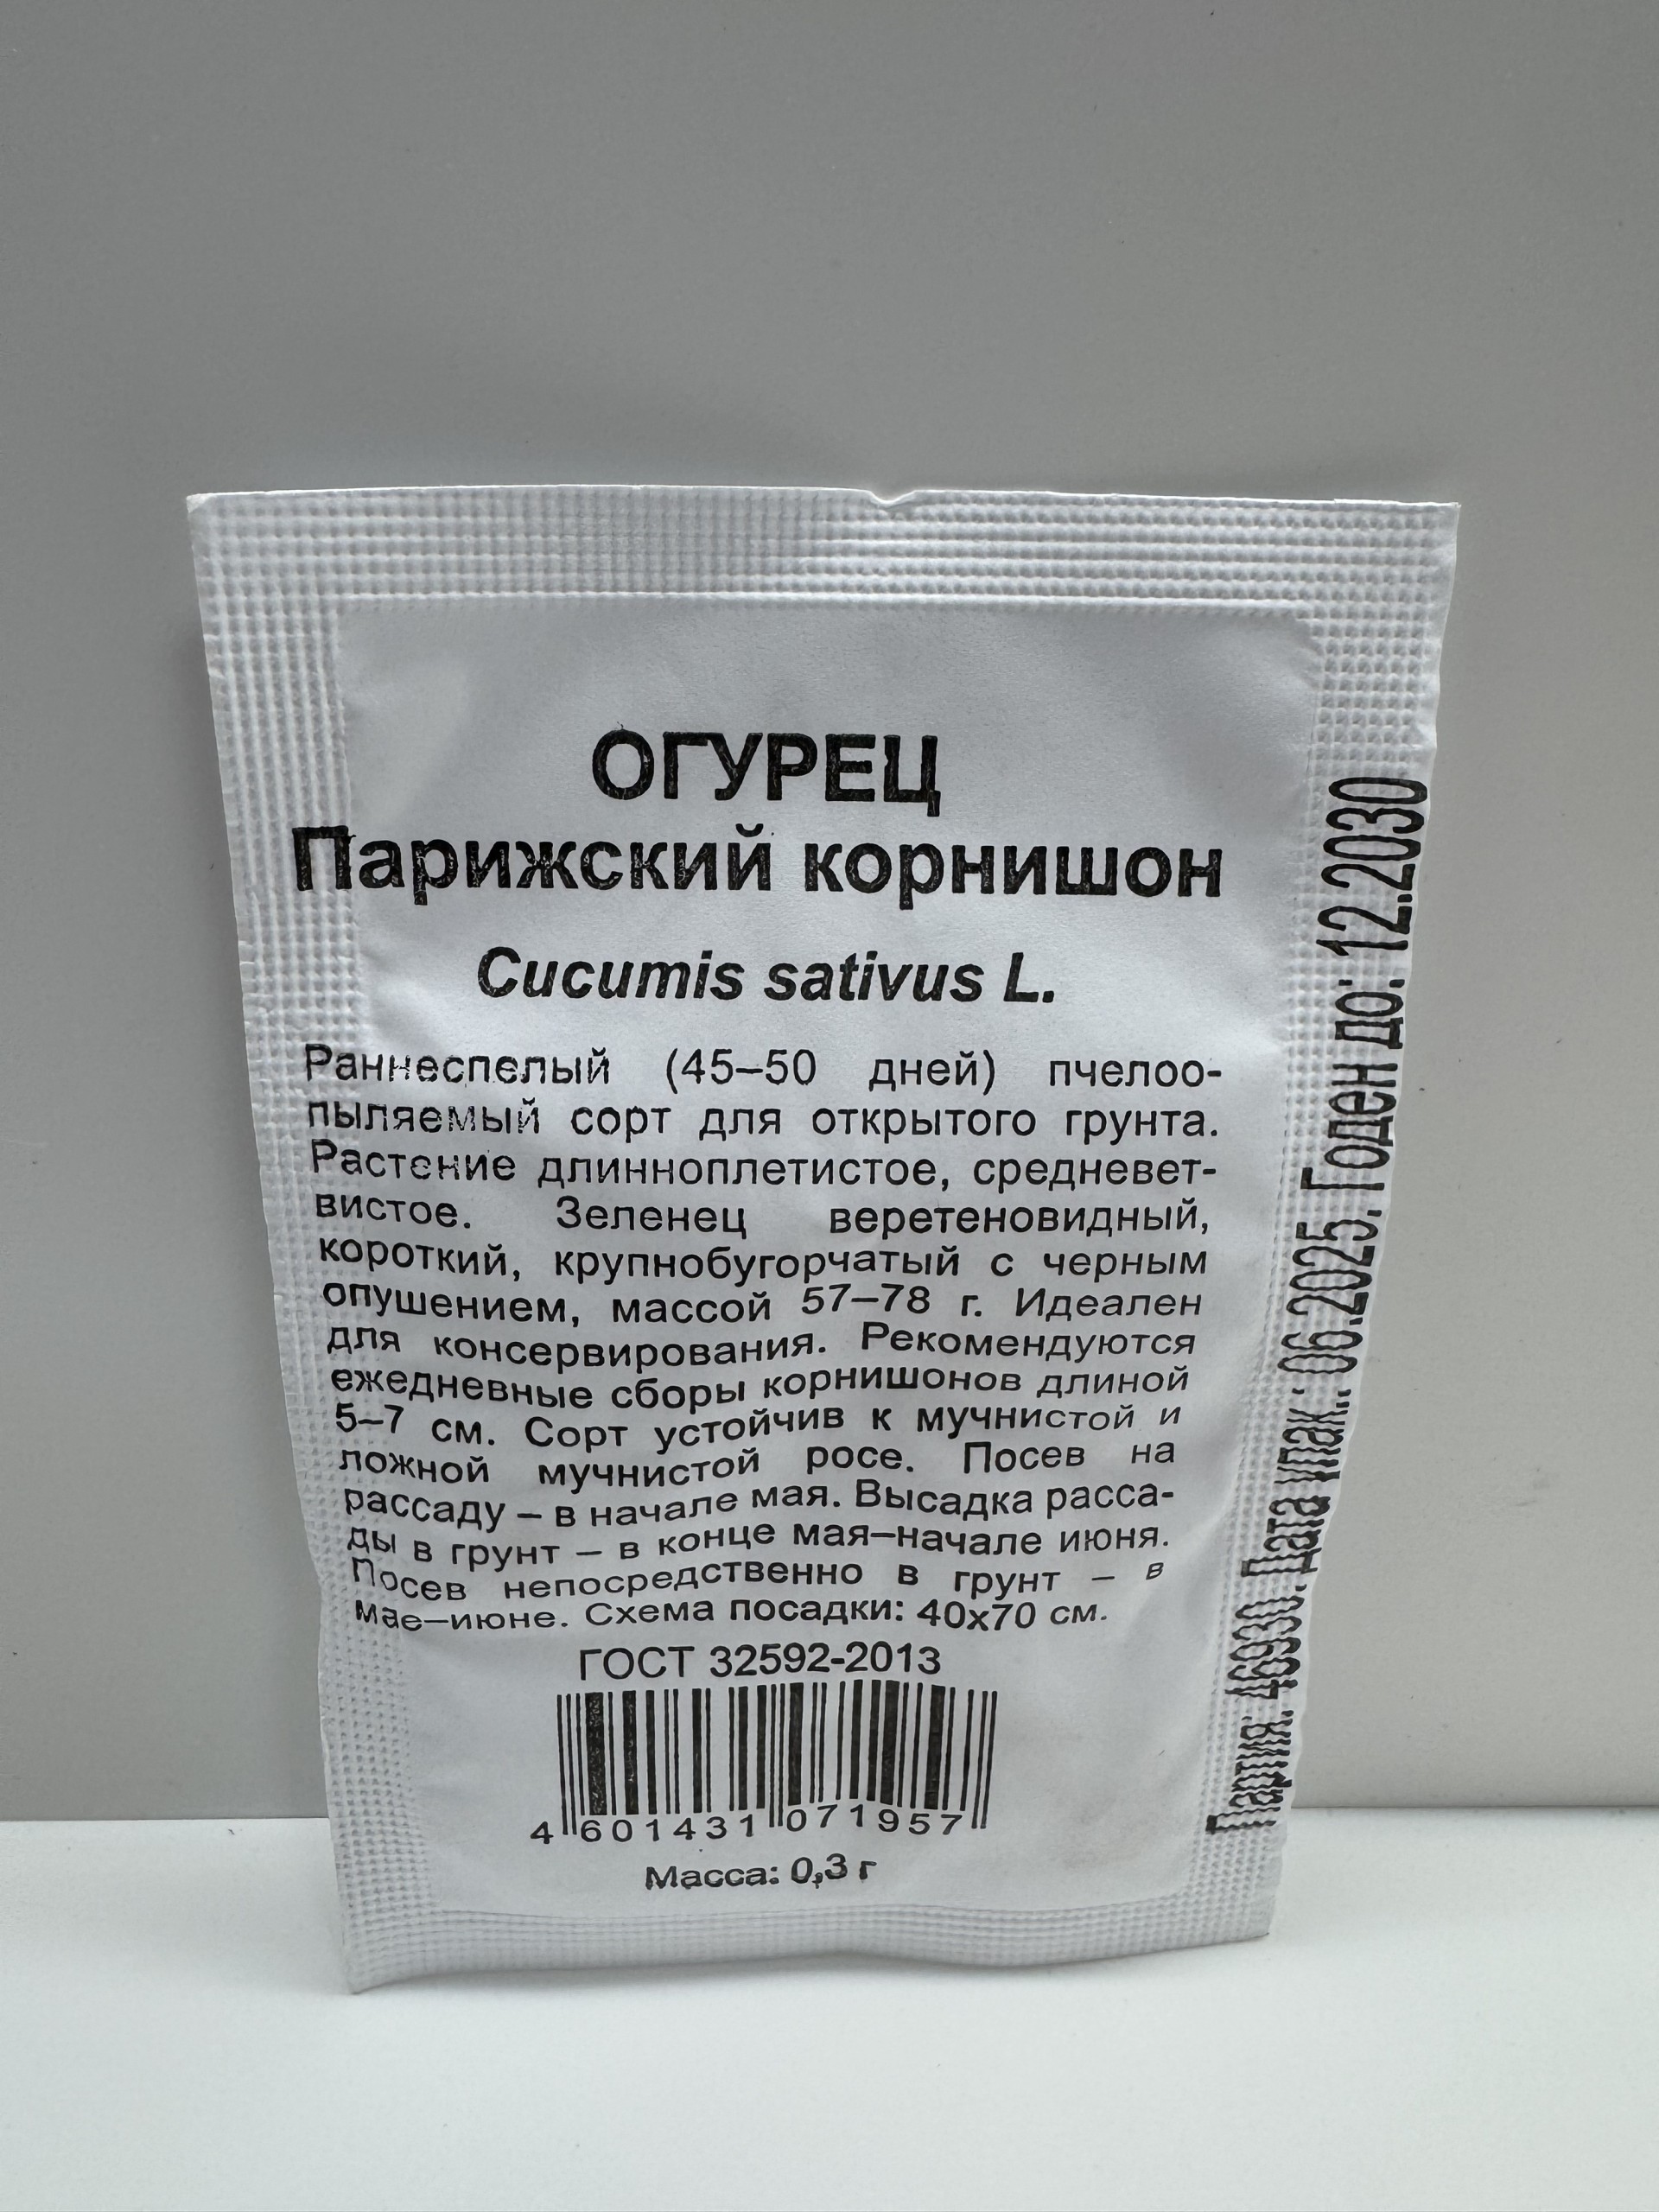 ОГУРЕЦ
Парижский корнишон
Cucumis sativus L.
Раннеспелый (45–50 дней) пчелоо-
пыляемый сорт для открытого грунта.
Растение длинноплетистое, средневет-
вистое. Зеленец веретеновидный,
короткий, крупнобугорчатый с черным
опушением, массой 57–78 г. Идеален
для консервирования. Рекомендуются
ежедневные сборы корнишонов длиной
5–7 см. Сорт устойчив к мучнистой и
ложной мучнистой росе. Посев на
рассаду – в начале мая. Высадка расса-
ды в грунт – в конце мая–начале июня.
Посев непосредственно в грунт – в
мае–июне. Схема посадки: 40х70 см.
ГОСТ 32592-2013
4 601431 071957
Масса: 0,3 г
Партия: Дата упак.: 06.2025. Годен до: 12.2030